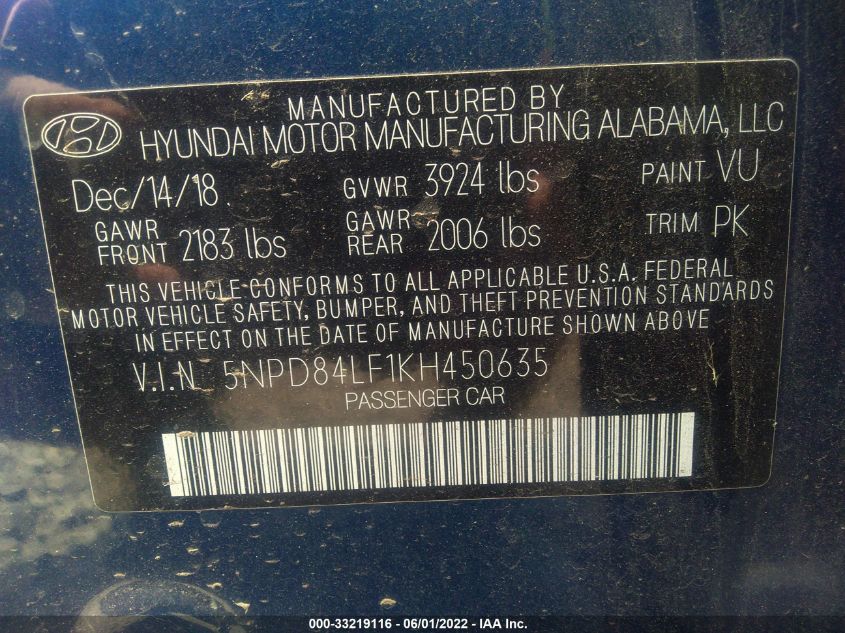 MANUFACTURED BY
HYUNDAI MOTOR MANUFACTURING ALABAMA, LLC
Dec/14/18 GVWR 3924 lbs PAINT VU
GAWR FRONT 2183 lbs GAWR REAR 2006 lbs TRIM PK
THIS VEHICLE CONFORMS TO ALL APPLICABLE U.S.A. FEDERAL
MOTOR VEHICLE SAFETY, BUMPER, AND THEFT PREVENTION STANDARDS
IN EFFECT ON THE DATE OF MANUFACTURE SHOWN ABOVE
V.I.N 5NPD84LF1KH450635
PASSENGER CAR
000-33219116 - 06/01/2022 - IAA Inc.